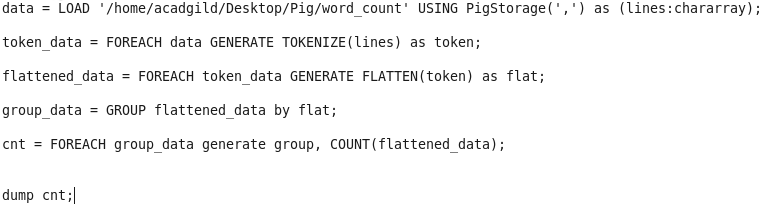 data = LOAD '/home/acadgild/Desktop/Pig/word_count' USING PigStorage(',') as (lines:chararray);
token_data = FOREACH data GENERATE TOKENIZE(lines) as token;
flattened_data = FOREACH token_data GENERATE FLATTEN(token) as flat;
group_data = GROUP flattened_data by flat;
cnt = FOREACH group_data generate group, COUNT(flattened_data);
dump cnt;